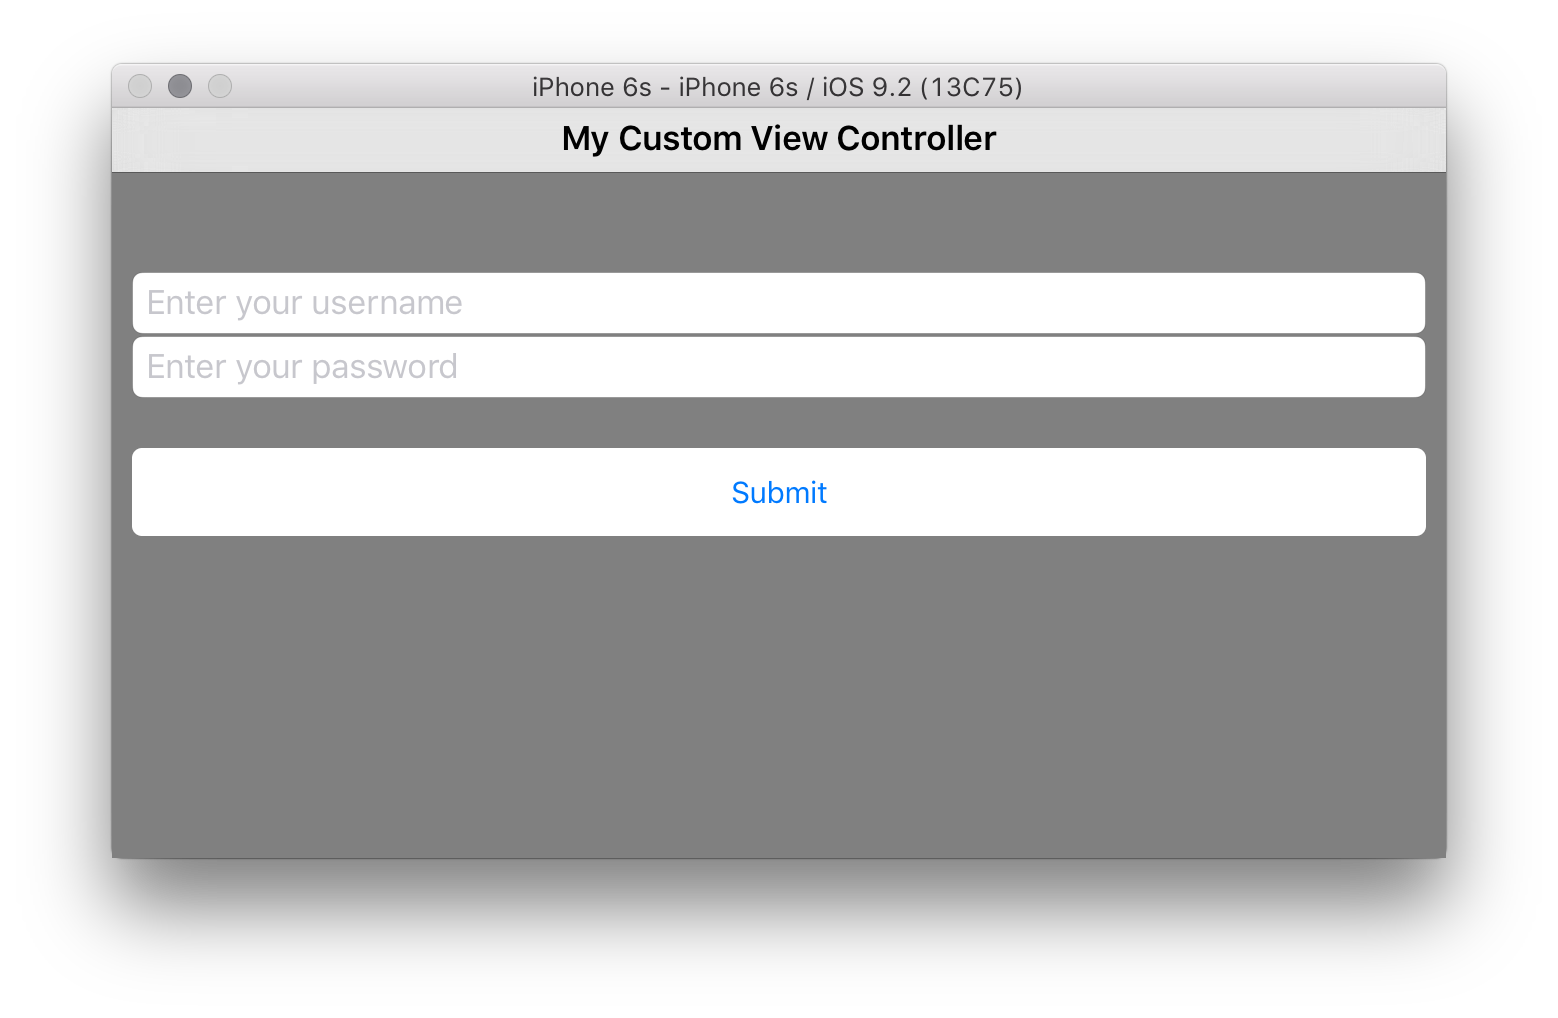 iPhone 6s - iPhone 6s / iOS 9.2 (13C75)
My Custom View Controller
Enter your username
Enter your password
Submit